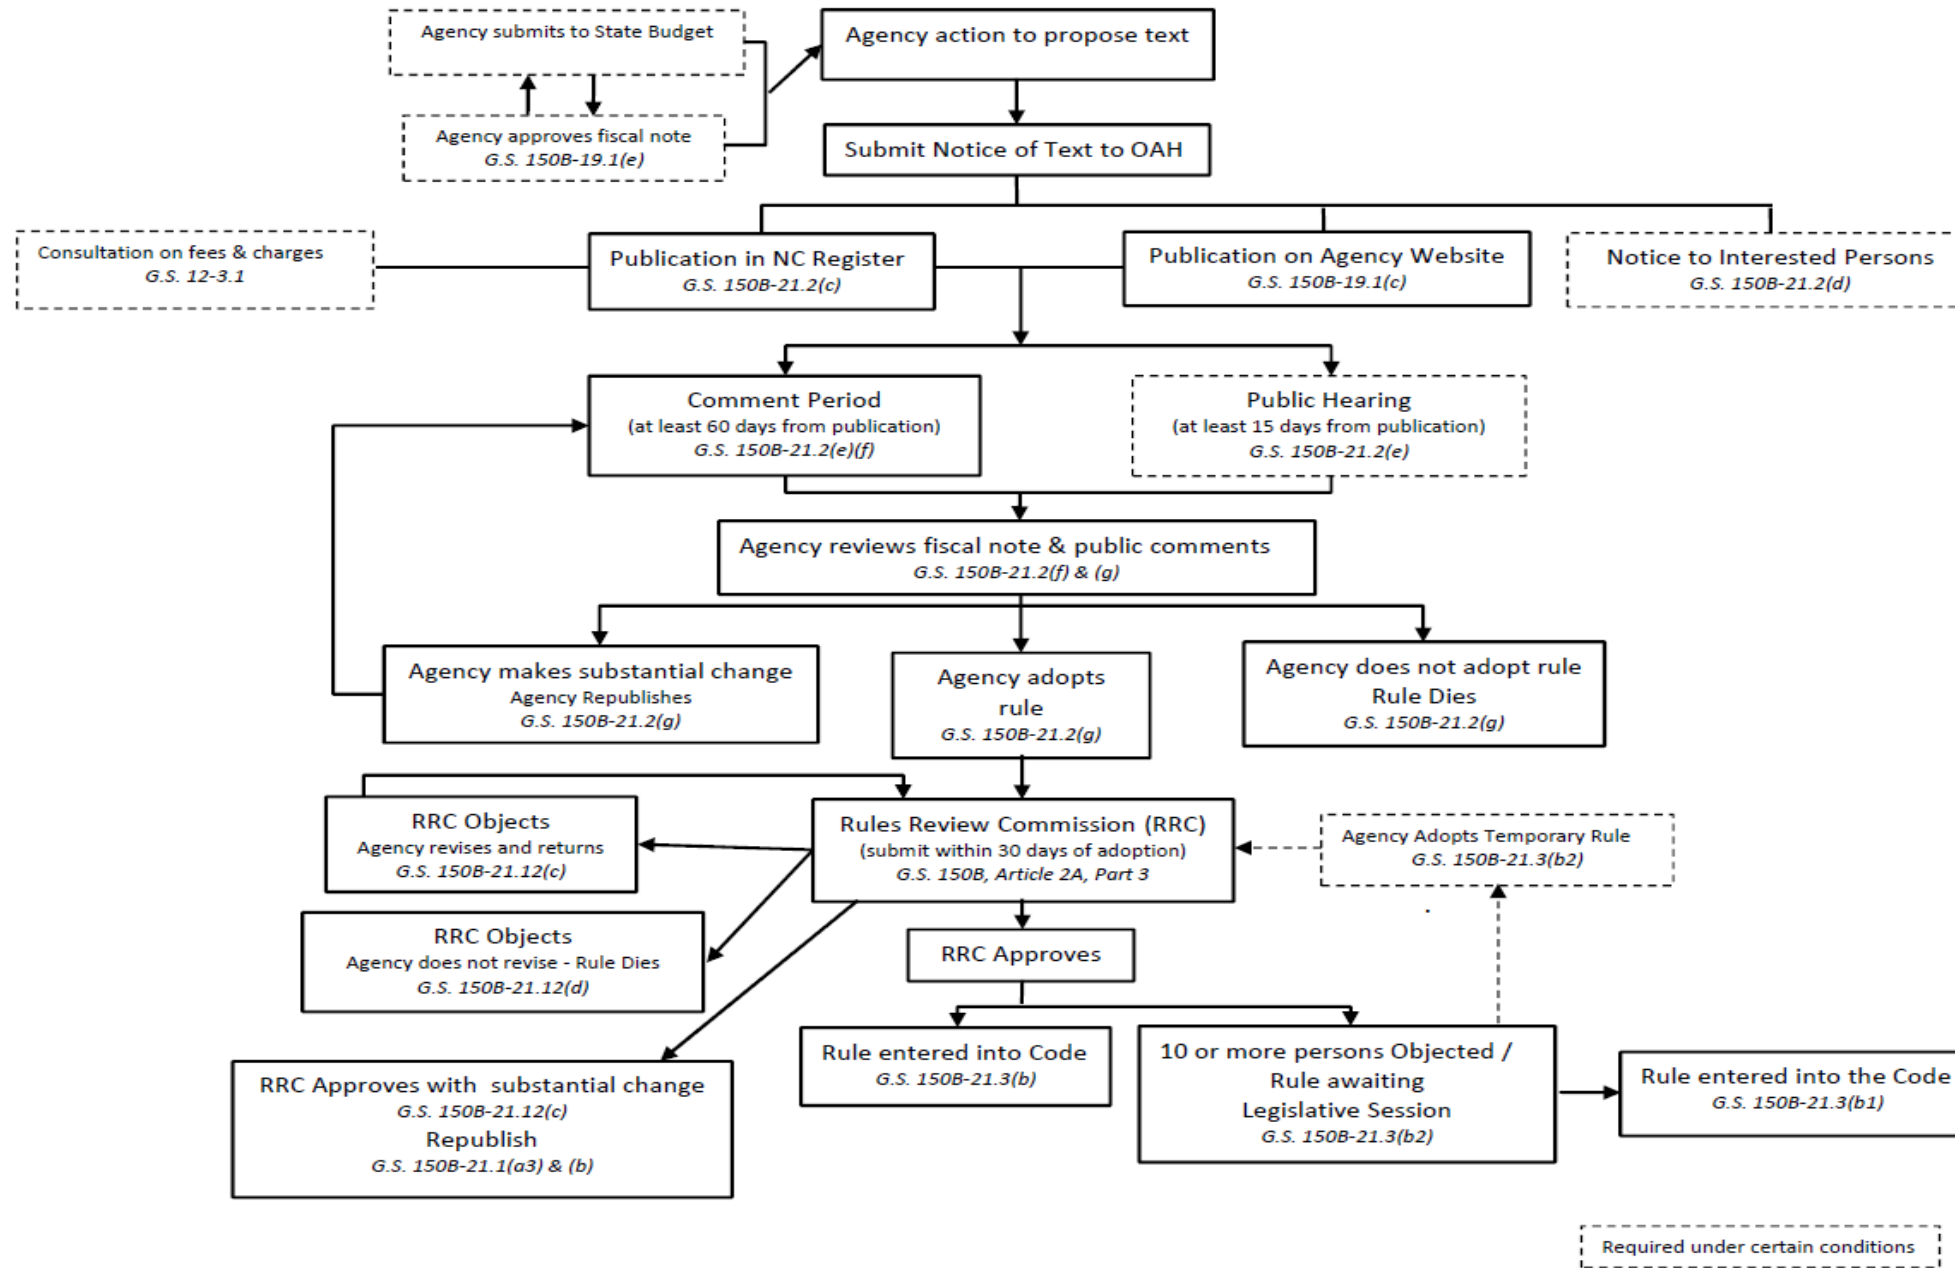 Agency submits to State Budget
Agency approves fiscal note
G.S. 150B-19.1(e)
Agency action to propose text
Submit Notice of Text to OAH
Consultation on fees & charges
G.S. 12-3.1
Publication in NC Register
G.S. 150B-21.2(c)
Publication on Agency Website
G.S. 150B-19.1(c)
Notice to Interested Persons
G.S. 150B-21.2(d)
Comment Period
(at least 60 days from publication)
G.S. 150B-21.2(e)(f)
Public Hearing
(at least 15 days from publication)
G.S. 150B-21.2(e)
Agency reviews fiscal note & public comments
G.S. 150B-21.2(f) & (g)
Agency makes substantial change
Agency Republishes
G.S. 150B-21.2(g)
Agency adopts
rule
G.S. 150B-21.2(g)
Agency does not adopt rule
Rule Dies
G.S. 150B-21.2(g)
RRC Objects
Agency revises and returns
G.S. 150B-21.12(c)
Rules Review Commission (RRC)
(submit within 30 days of adoption)
G.S. 150B, Article 2A, Part 3
Agency Adopts Temporary Rule
G.S. 150B-21.3(b2)
RRC Objects
Agency does not revise - Rule Dies
G.S. 150B-21.12(d)
RRC Approves
RRC Approves with substantial change
G.S. 150B-21.12(c)
Republish
G.S. 150B-21.1(a3) & (b)
Rule entered into Code
G.S. 150B-21.3(b)
10 or more persons Objected /
Rule awaiting
Legislative Session
G.S. 150B-21.3(b2)
Rule entered into the Code
G.S. 150B-21.3(b1)
Required under certain conditions